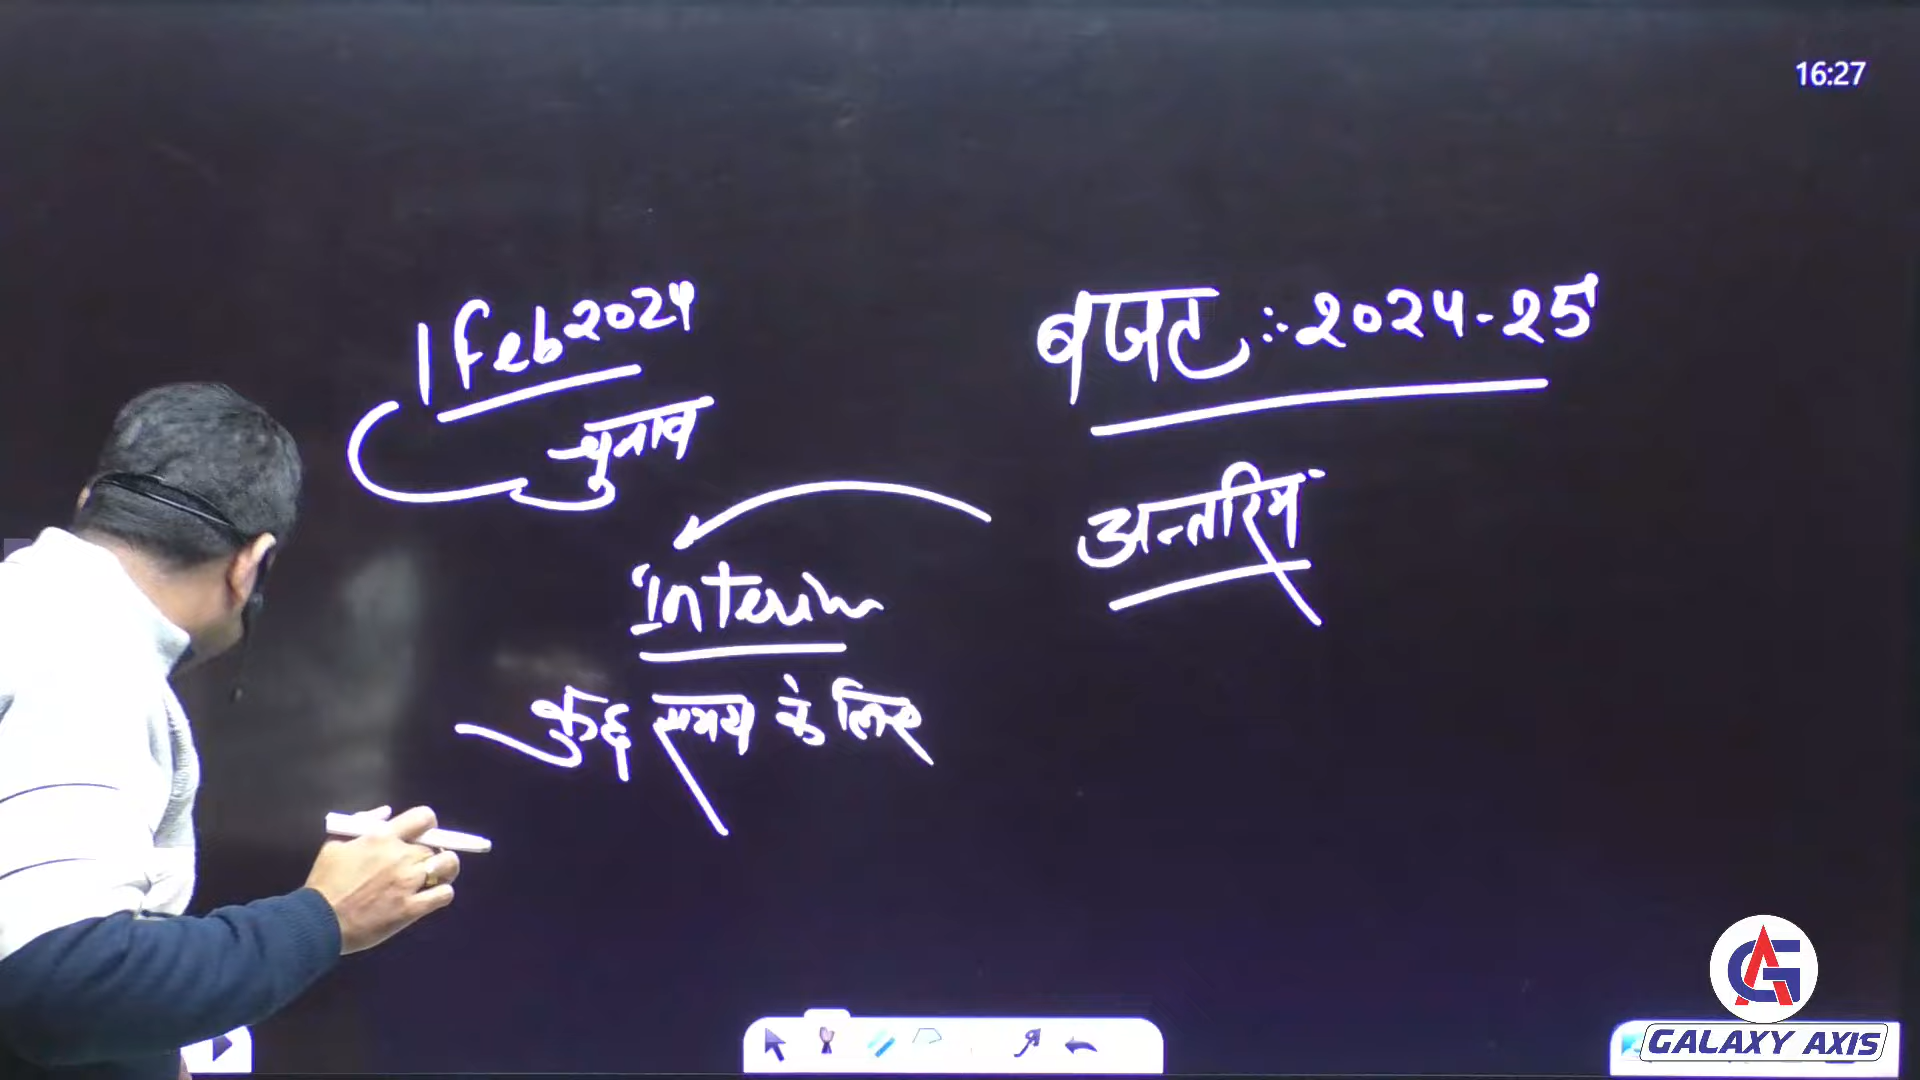 16:27
1 Feb 2024
चुनाव
बजट :- 2024-25
अन्तरिम
Interim
कुछ समय के लिए
GALAXY AXIS